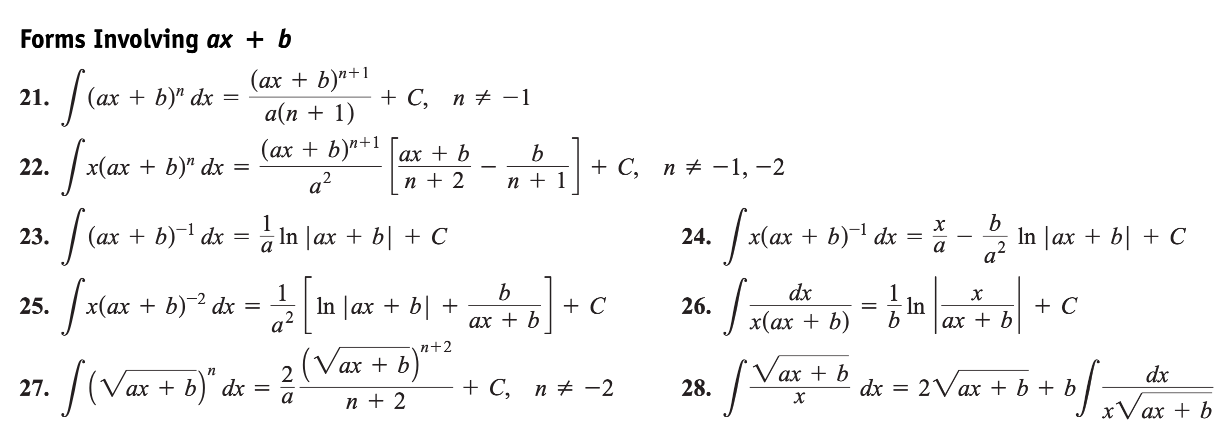 Forms Involving ax + b
21. ∫(ax + b)ⁿ dx = (ax + b)ⁿ⁺¹ / a(n + 1) + C, n ≠ −1
22. ∫x(ax + b)ⁿ dx = (ax + b)ⁿ⁺¹ / a² [(ax + b)/(n + 2) − b/(n + 1)] + C, n ≠ −1, −2
23. ∫(ax + b)⁻¹ dx = 1/a ln |ax + b| + C
24. ∫x(ax + b)⁻¹ dx = x/a − b/a² ln |ax + b| + C
25. ∫x(ax + b)⁻² dx = 1/a² [ln |ax + b| + b/(ax + b)] + C
26. ∫dx/(x(ax + b)) = 1/b ln |x/(ax + b)| + C
27. ∫(√(ax + b))ⁿ dx = 2/a (√(ax + b))ⁿ⁺² / (n + 2) + C, n ≠ −2
28. ∫√(ax + b)/x dx = 2√(ax + b) + b∫dx/(x√(ax + b))